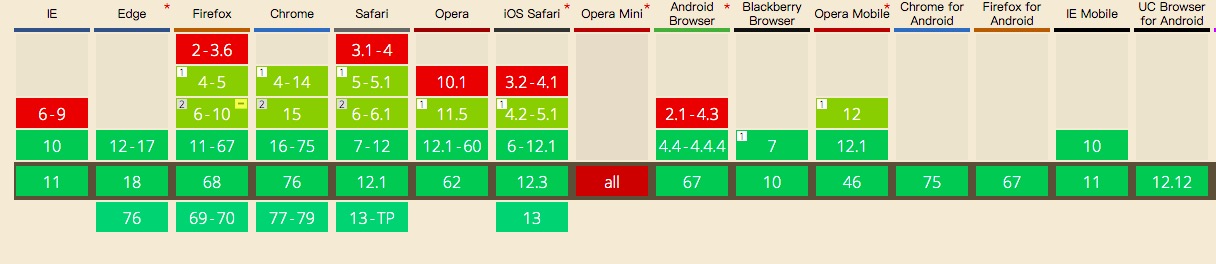 IE Edge * Firefox Chrome Safari Opera iOS Safari * Opera Mini * Android Browser * Blackberry Browser Opera Mobile * Chrome for Android Firefox for Android IE Mobile UC Browser for Android
2-3.6 3.1-4
1 4-5 1 4-14 1 5-5.1 10.1 3.2-4.1
6-9 2 6-10 - 2 15 2 6-6.1 1 11.5 1 4.2-5.1 2.1-4.3 1 12
10 12-17 11-67 16-75 7-12 12.1-60 6-12.1 4.4-4.4.4 1 7 12.1 10
11 18 68 76 12.1 62 12.3 all 67 10 46 75 67 11 12.12
76 69-70 77-79 13-TP 13